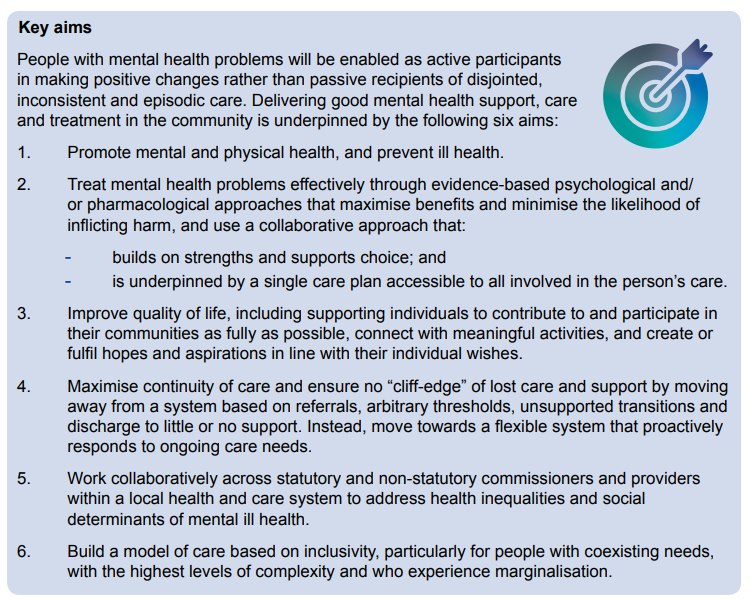 Key aims
People with mental health problems will be enabled as active participants
in making positive changes rather than passive recipients of disjointed,
inconsistent and episodic care. Delivering good mental health support, care
and treatment in the community is underpinned by the following six aims:
1. Promote mental and physical health, and prevent ill health.
2. Treat mental health problems effectively through evidence-based psychological and/
or pharmacological approaches that maximise benefits and minimise the likelihood of
inflicting harm, and use a collaborative approach that:
- builds on strengths and supports choice; and
- is underpinned by a single care plan accessible to all involved in the person's care.
3. Improve quality of life, including supporting individuals to contribute to and participate in
their communities as fully as possible, connect with meaningful activities, and create or
fulfil hopes and aspirations in line with their individual wishes.
4. Maximise continuity of care and ensure no “cliff-edge” of lost care and support by moving
away from a system based on referrals, arbitrary thresholds, unsupported transitions and
discharge to little or no support. Instead, move towards a flexible system that proactively
responds to ongoing care needs.
5. Work collaboratively across statutory and non-statutory commissioners and providers
within a local health and care system to address health inequalities and social
determinants of mental ill health.
6. Build a model of care based on inclusivity, particularly for people with coexisting needs,
with the highest levels of complexity and who experience marginalisation.